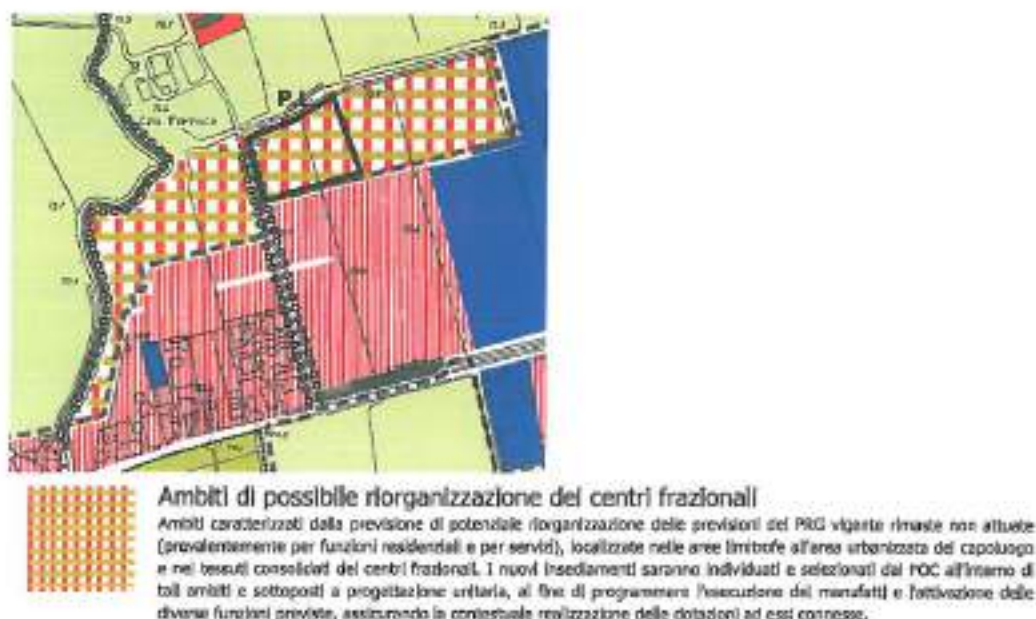 Ambiti di possibile riorganizzazione dei centri frazionali
Ambiti caratterizzati dalla previsione di potenziale riorganizzazione delle previsioni del PRG vigente rimaste non attuate
(prevalentemente per funzioni residenziali e per servizi), localizzate nelle aree limitrofe all'area urbanizzata del capoluogo
e nei tessuti consolidati dei centri frazionali. I nuovi insediamenti saranno individuati e selezionati dal POC all'interno di
tali ambiti e sottoposti a progettazione unitaria, al fine di programmare l'esecuzione dei manufatti e l'attivazione delle
diverse funzioni previste, assicurando la contestuale realizzazione delle dotazioni ad essi connesse.